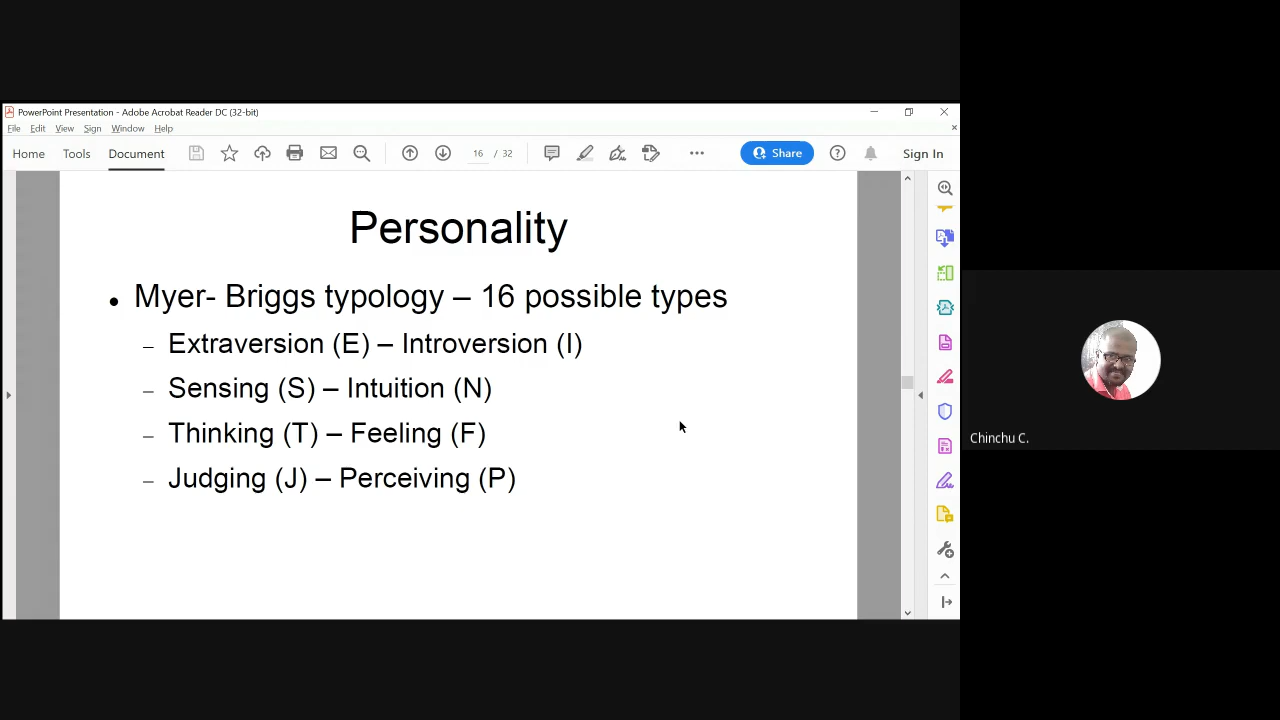 PowerPoint Presentation - Adobe Acrobat Reader DC (32-bit)
File Edit View Sign Window Help
Home Tools Document 16 / 32 Share Sign In
Personality
• Myer- Briggs typology – 16 possible types
– Extraversion (E) – Introversion (I)
– Sensing (S) – Intuition (N)
– Thinking (T) – Feeling (F)
– Judging (J) – Perceiving (P)
Chinchu C.